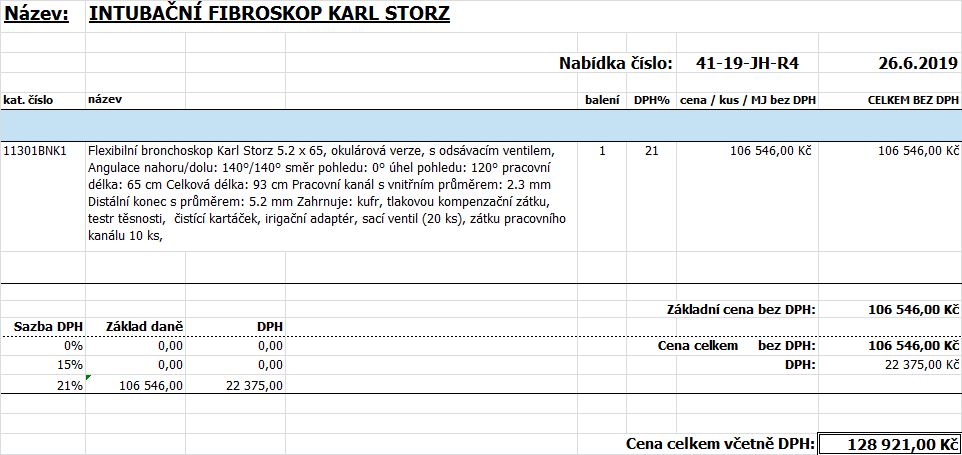 Název: INTUBAČNÍ FIBROSKOP KARL STORZ
Nabídka číslo: 41-19-JH-R4 26.6.2019
kat. číslo název balení DPH% cena / kus / MJ bez DPH CELKEM BEZ DPH
11301BNK1 Flexibilní bronchoskop Karl Storz 5.2 x 65, okulárová verze, s odsávacím ventilem, 1 21 106 546,00 Kč 106 546,00 Kč
Angulace nahoru/dolu: 140º/140° směr pohledu: 0° úhel pohledu: 120° pracovní
délka: 65 cm Celková délka: 93 cm Pracovní kanál s vnitřním průměrem: 2.3 mm
Distální konec s průměrem: 5.2 mm Zahrnuje: kufr, tlakovou kompenzační zátku,
testr těsnosti, čistící kartáček, irigační adaptér, sací ventil (20 ks), zátku pracovního
kanálu 10 ks,
Základní cena bez DPH: 106 546,00 Kč
Sazba DPH Základ daně DPH
0% 0,00 0,00 Cena celkem bez DPH: 106 546,00 Kč
15% 0,00 0,00 DPH: 22 375,00 Kč
21% 106 546,00 22 375,00
Cena celkem včetně DPH: 128 921,00 Kč